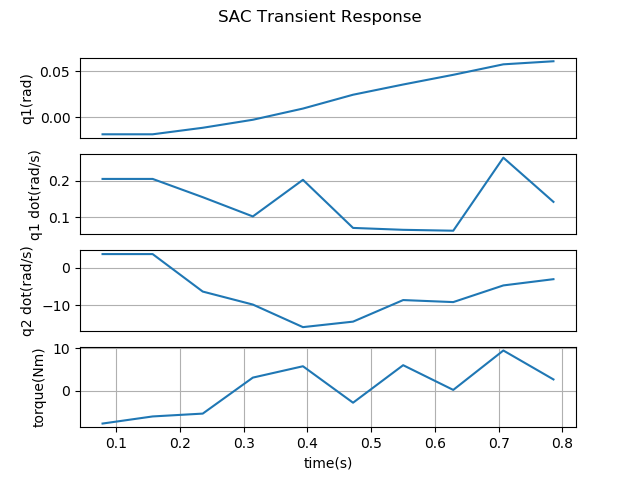 SAC Transient Response
q1(rad)
0.05
0.00
q1 dot(rad/s)
0.2
0.1
q2 dot(rad/s)
0
−10
torque(Nm)
10
0
0.1 0.2 0.3 0.4 0.5 0.6 0.7 0.8
time(s)